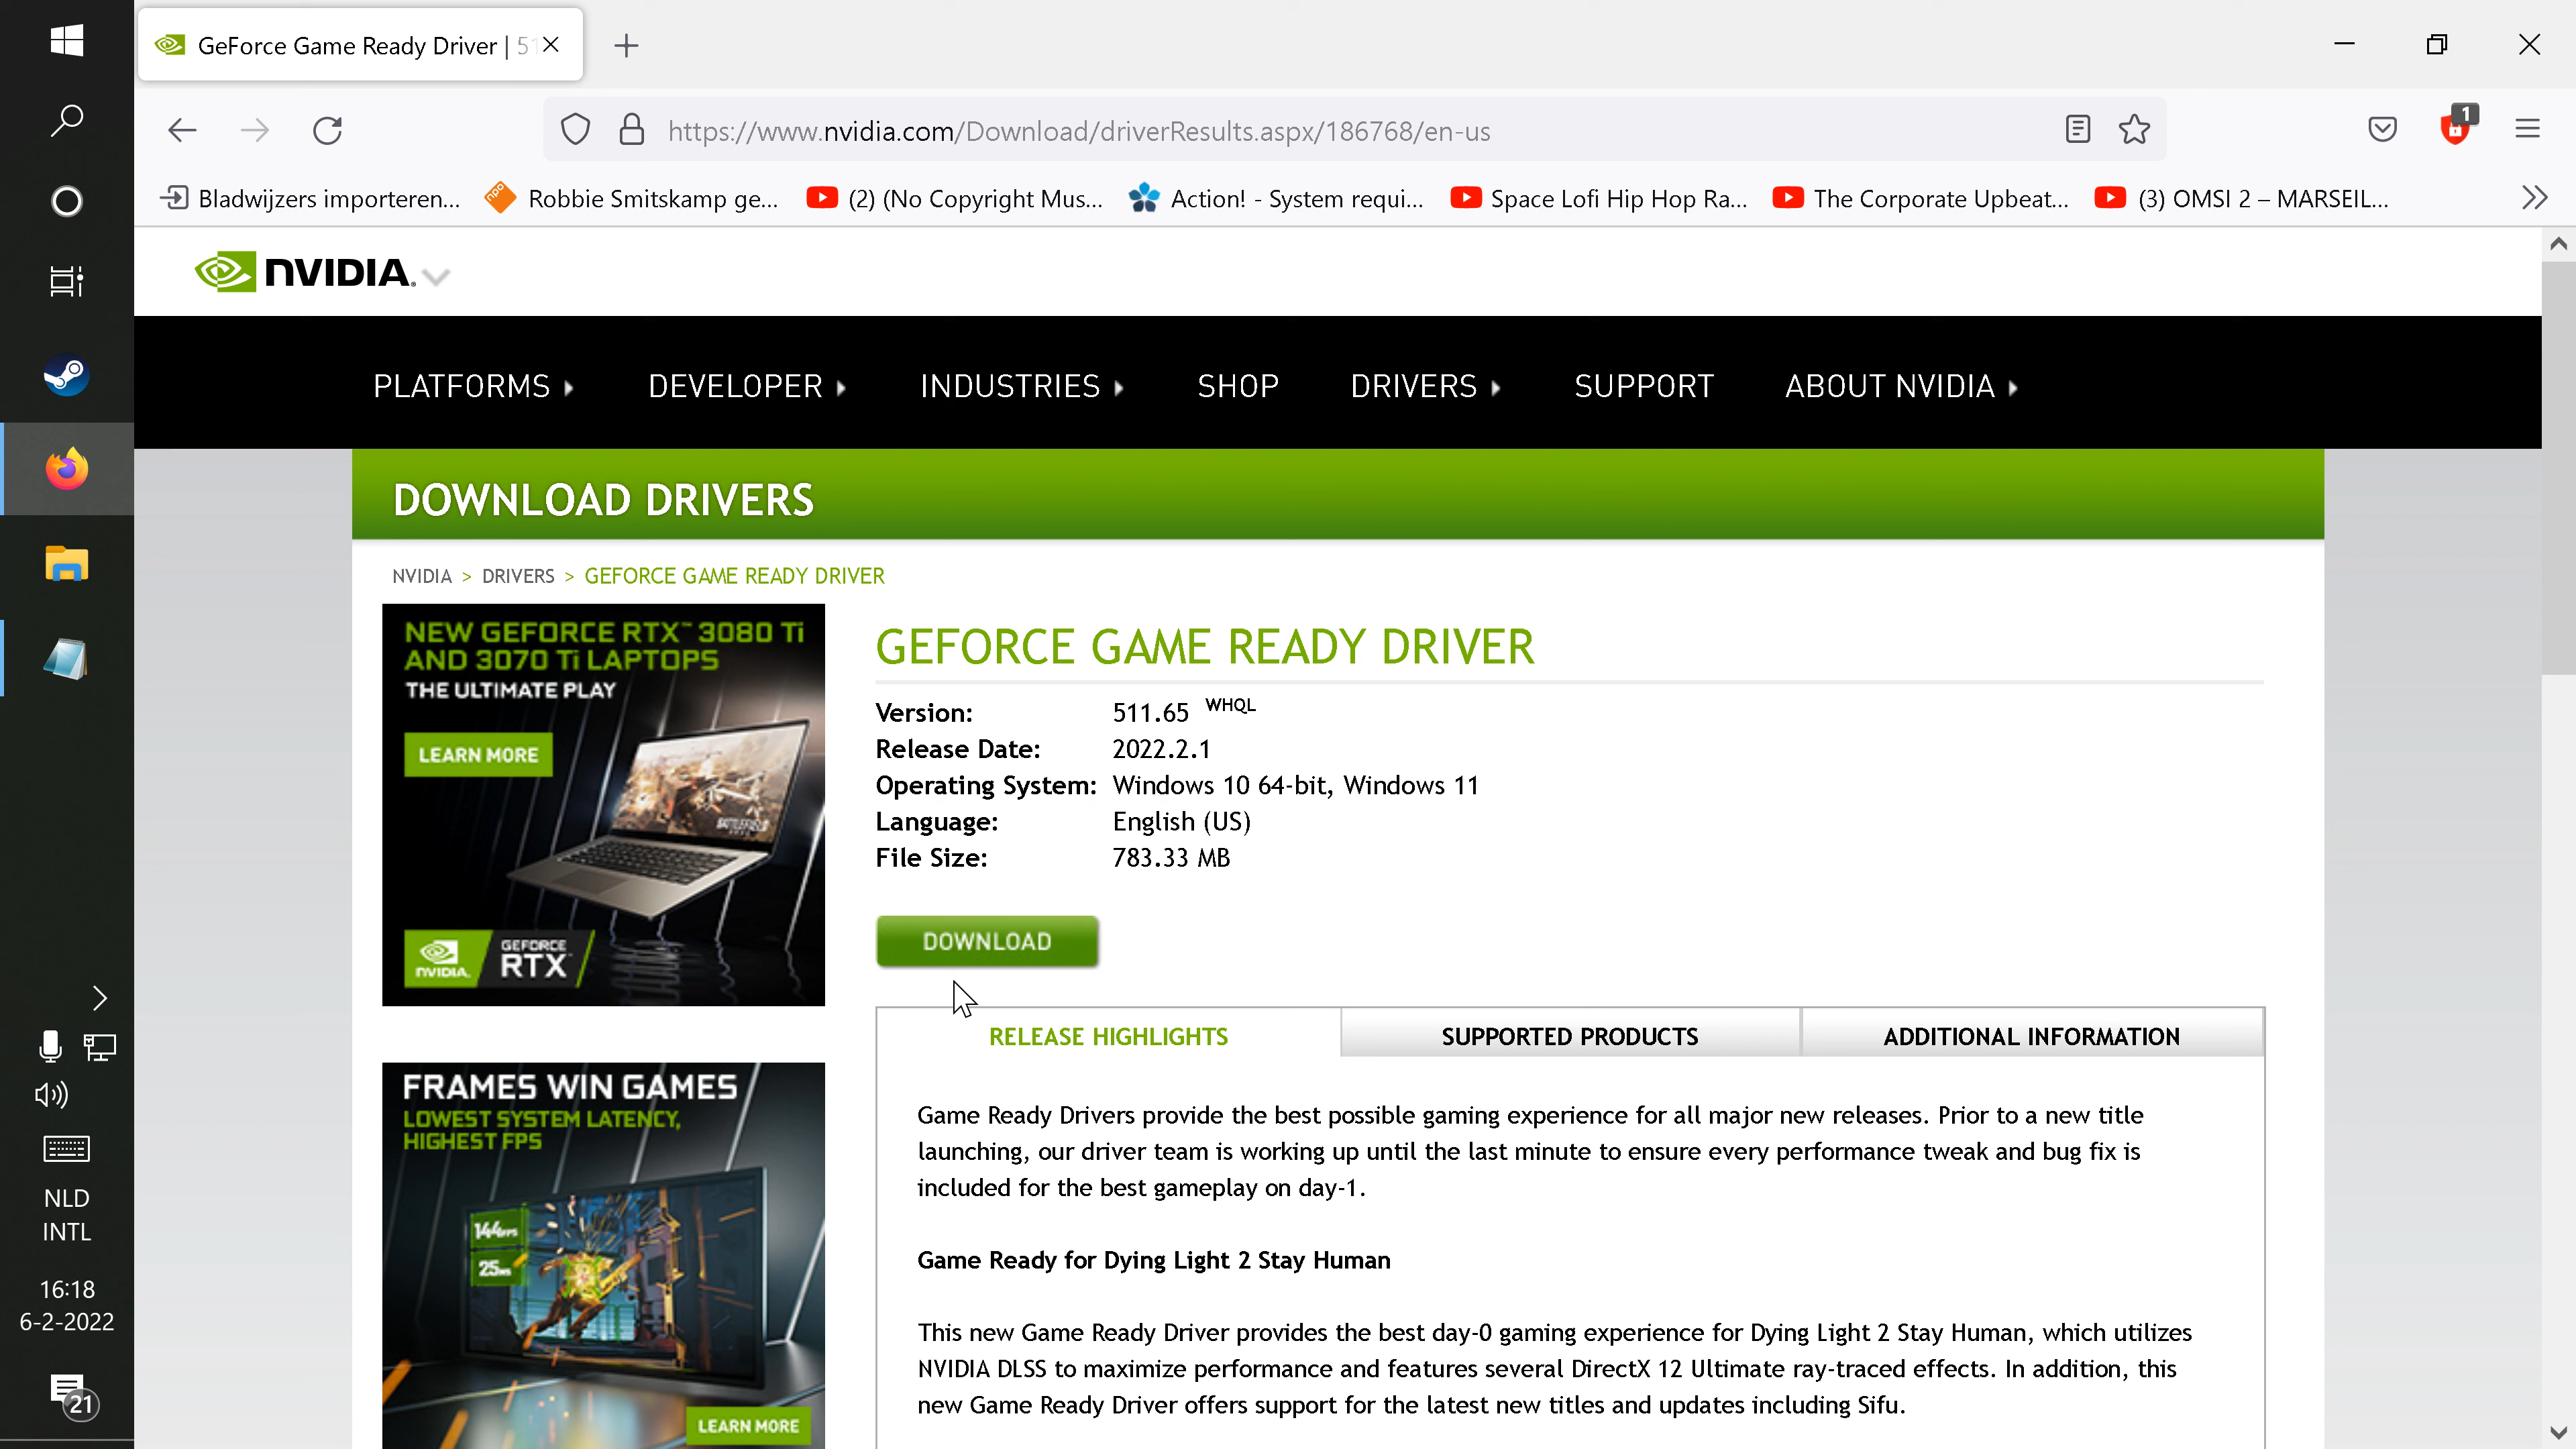 GeForce Game Ready Driver | 51
https://www.nvidia.com/Download/driverResults.aspx/186768/en-us
1
Bladwijzers importeren...
Robbie Smitskamp ge...
(2) (No Copyright Mus...
Action! - System requi...
Space Lofi Hip Hop Ra...
The Corporate Upbeat...
(3) OMSI 2 – MARSEIL...
NVIDIA.
PLATFORMS
DEVELOPER
INDUSTRIES
SHOP
DRIVERS
SUPPORT
ABOUT NVIDIA
DOWNLOAD DRIVERS
NVIDIA > DRIVERS > GEFORCE GAME READY DRIVER
NEW GEFORCE RTX™ 3080 Ti
AND 3070 Ti LAPTOPS
THE ULTIMATE PLAY
LEARN MORE
BATTLEFIELD
NVIDIA.
GEFORCE
RTX
GEFORCE GAME READY DRIVER
Version: 511.65 WHQL
Release Date: 2022.2.1
Operating System: Windows 10 64-bit, Windows 11
Language: English (US)
File Size: 783.33 MB
DOWNLOAD
RELEASE HIGHLIGHTS
SUPPORTED PRODUCTS
ADDITIONAL INFORMATION
Game Ready Drivers provide the best possible gaming experience for all major new releases. Prior to a new title
launching, our driver team is working up until the last minute to ensure every performance tweak and bug fix is
included for the best gameplay on day-1.
Game Ready for Dying Light 2 Stay Human
This new Game Ready Driver provides the best day-0 gaming experience for Dying Light 2 Stay Human, which utilizes
NVIDIA DLSS to maximize performance and features several DirectX 12 Ultimate ray-traced effects. In addition, this
new Game Ready Driver offers support for the latest new titles and updates including Sifu.
FRAMES WIN GAMES
LOWEST SYSTEM LATENCY,
HIGHEST FPS
144FPS
25MS
LEARN MORE
NLD
INTL
16:18
6-2-2022
21